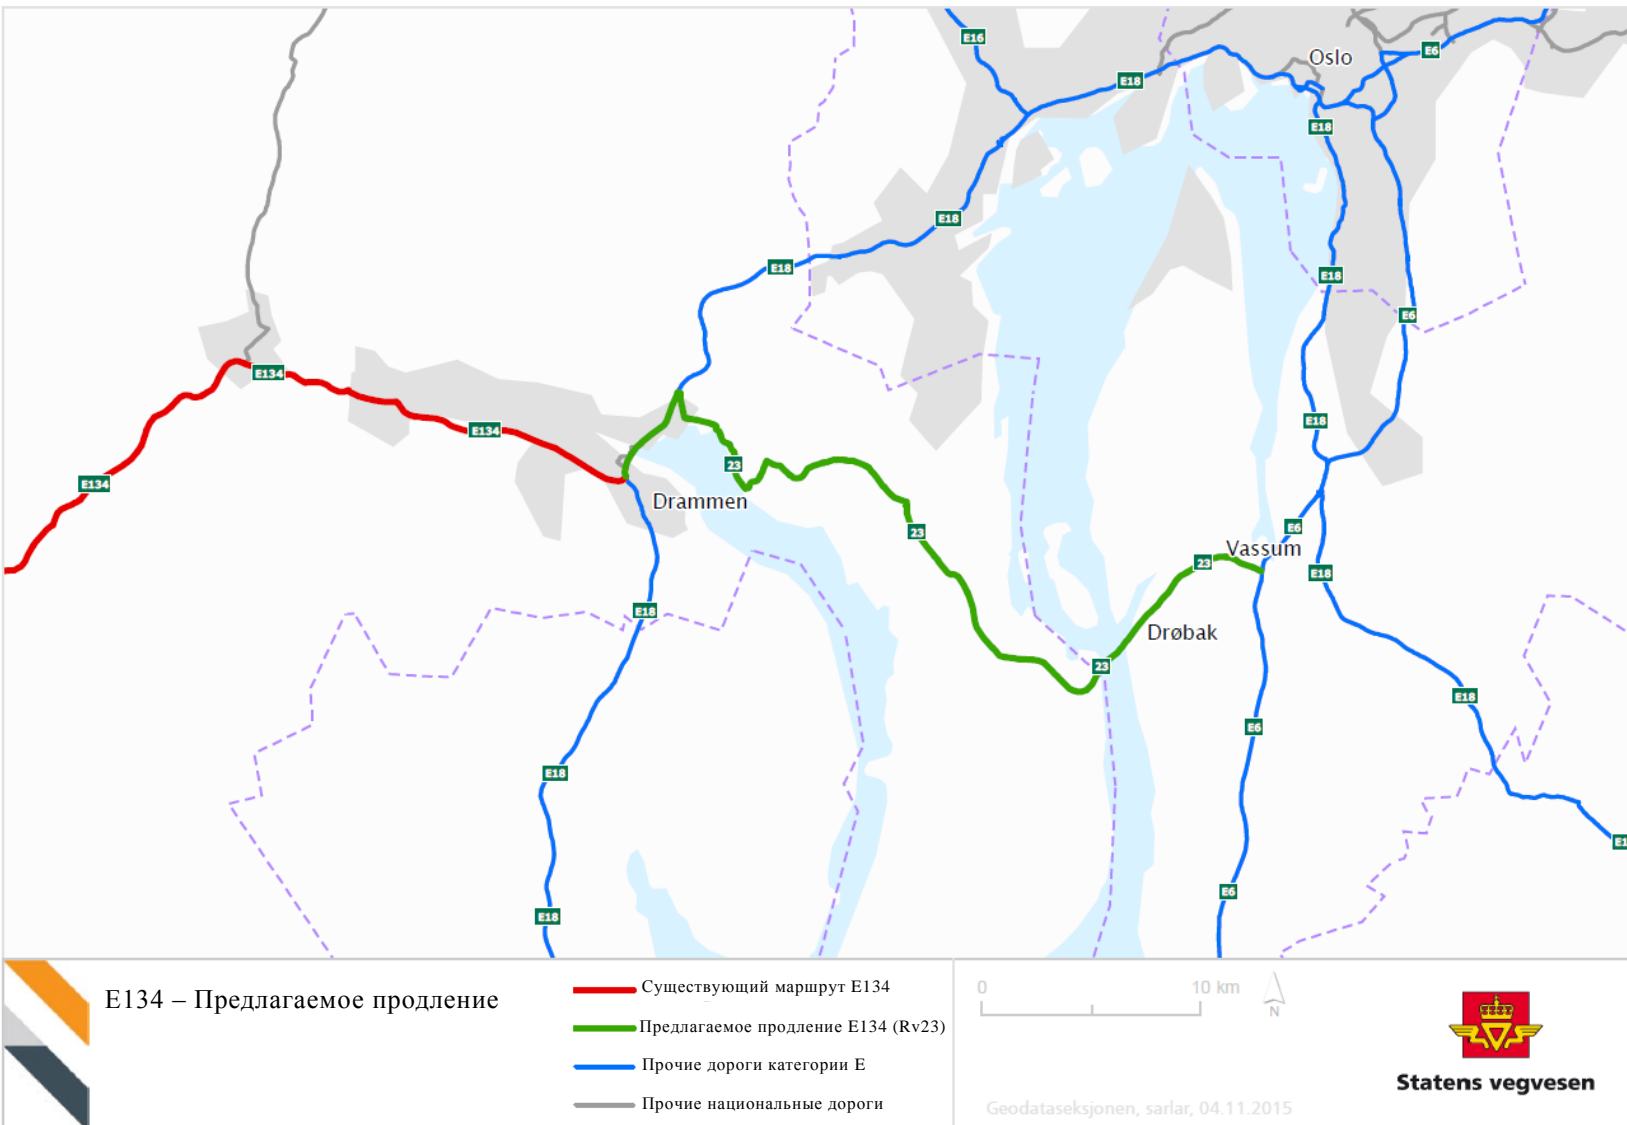 E16
E18
Oslo
E6
E18
E18
E18
E18
E6
E134
E134
E18
23
E134
Drammen
23
E6
Vassum
23
E18
E18
Drøbak
23
E18
E6
E18
E6
E18
E134 – Предлагаемое продление
Существующий маршрут E134
Предлагаемое продление E134 (Rv23)
Прочие дороги категории E
Прочие национальные дороги
0 10 km
N
Geodataseksjonen, sarlar, 04.11.2015
Statens vegvesen